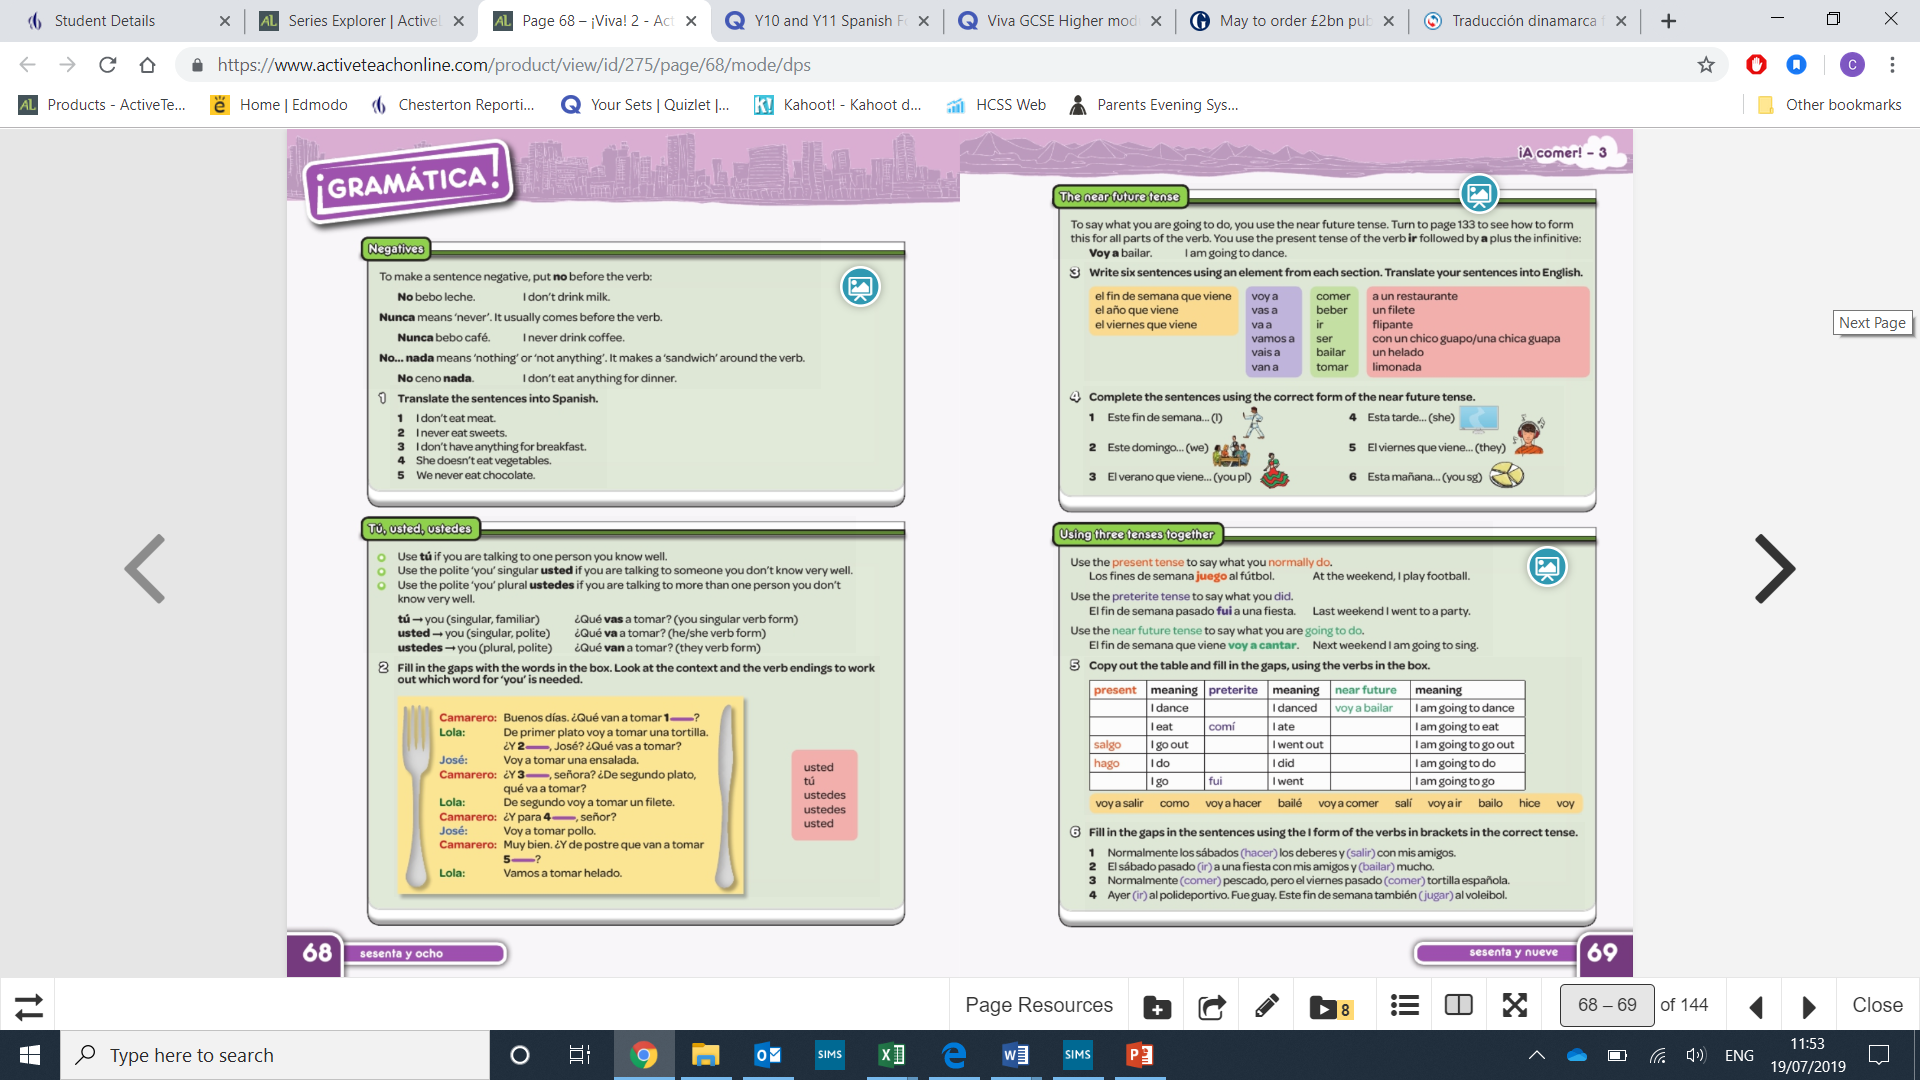 Student Details
Series Explorer | ActiveL
Page 68 – ¡Viva! 2 - Act
Y10 and Y11 Spanish F
Viva GCSE Higher mod
May to order £2bn pub
Traducción dinamarca
https://www.activeteachonline.com/product/view/id/275/page/68/mode/dps
C
Products - ActiveTe...
Home | Edmodo
Chesterton Reporti...
Your Sets | Quizlet |...
Kahoot! - Kahoot d...
HCSS Web
Parents Evening Sys...
Other bookmarks
¡GRAMÁTICA!
Negatives
To make a sentence negative, put no before the verb:
No bebo leche. I don't drink milk.
Nunca means 'never'. It usually comes before the verb.
Nunca bebo café. I never drink coffee.
No... nada means 'nothing' or 'not anything'. It makes a 'sandwich' around the verb.
No ceno nada. I don't eat anything for dinner.
1 Translate the sentences into Spanish.
1 I don't eat meat.
2 I never eat sweets.
3 I don't have anything for breakfast.
4 She doesn't eat vegetables.
5 We never eat chocolate.
Tú, usted, ustedes
Use tú if you are talking to one person you know well.
Use the polite 'you' singular usted if you are talking to someone you don't know very well.
Use the polite 'you' plural ustedes if you are talking to more than one person you don't
know very well.
tú → you (singular, familiar) ¿Qué vas a tomar? (you singular verb form)
usted → you (singular, polite) ¿Qué va a tomar? (he/she verb form)
ustedes → you (plural, polite) ¿Qué van a tomar? (they verb form)
2 Fill in the gaps with the words in the box. Look at the context and the verb endings to work
out which word for 'you' is needed.
Camarero: Buenos días. ¿Qué van a tomar 1 ?
Lola: De primer plato voy a tomar una tortilla.
¿Y 2 , José? ¿Qué vas a tomar?
José: Voy a tomar una ensalada.
Camarero: ¿Y 3 , señora? ¿De segundo plato,
qué va a tomar?
Lola: De segundo voy a tomar un filete.
Camarero: ¿Y para 4 , señor?
José: Voy a tomar pollo.
Camarero: Muy bien. ¿Y de postre que van a tomar
5 ?
Lola: Vamos a tomar helado.
usted
tú
ustedes
ustedes
usted
68
sesenta y ocho
¡A comer! – 3
The near future tense
To say what you are going to do, you use the near future tense. Turn to page 133 to see how to form
this for all parts of the verb. You use the present tense of the verb ir followed by a plus the infinitive:
Voy a bailar. I am going to dance.
3 Write six sentences using an element from each section. Translate your sentences into English.
el fin de semana que viene voy a comer a un restaurante
el año que viene vas a beber un filete
el viernes que viene va a ir flipante
vamos a ser con un chico guapo/una chica guapa
vais a bailar un helado
van a tomar limonada
4 Complete the sentences using the correct form of the near future tense.
1 Este fin de semana... (I)
2 Este domingo... (we)
3 El verano que viene... (you pl)
4 Esta tarde... (she)
5 El viernes que viene... (they)
6 Esta mañana... (you sg)
Using three tenses together
Use the present tense to say what you normally do.
Los fines de semana juego al fútbol. At the weekend, I play football.
Use the preterite tense to say what you did.
El fin de semana pasado fui a una fiesta. Last weekend I went to a party.
Use the near future tense to say what you are going to do.
El fin de semana que viene voy a cantar. Next weekend I am going to sing.
5 Copy out the table and fill in the gaps, using the verbs in the box.
present meaning preterite meaning near future meaning
I dance I danced voy a bailar I am going to dance
I eat comí I ate I am going to eat
salgo I go out I went out I am going to go out
hago I do I did I am going to do
I go fui I went I am going to go
voy a salir como voy a hacer bailé voy a comer salí voy a ir bailo hice voy
6 Fill in the gaps in the sentences using the I form of the verbs in brackets in the correct tense.
1 Normalmente los sábados (hacer) los deberes y (salir) con mis amigos.
2 El sábado pasado (ir) a una fiesta con mis amigos y (bailar) mucho.
3 Normalmente (comer) pescado, pero el viernes pasado (comer) tortilla española.
4 Ayer (ir) al polideportivo. Fue guay. Este fin de semana también (jugar) al voleibol.
sesenta y nueve
69
Next Page
Page Resources
8
68 – 69 of 144
Close
Type here to search
SIMS
SIMS
ENG
11:53
19/07/2019